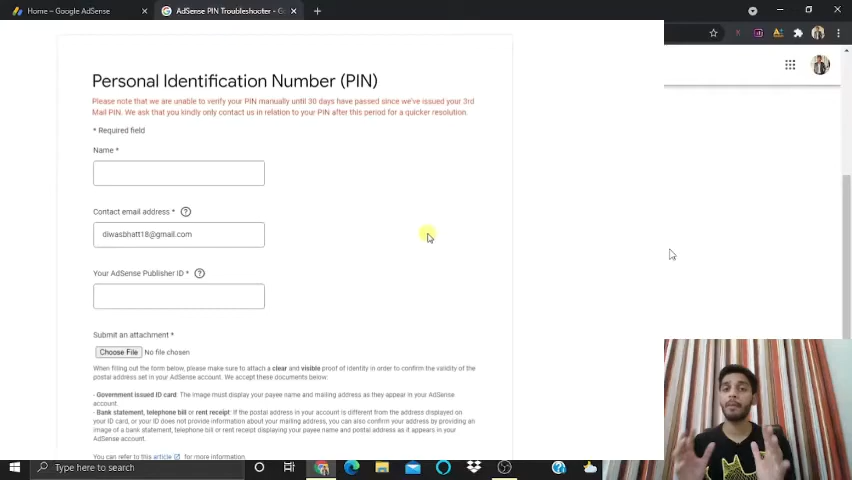 Home – Google AdSense
AdSense PIN Troubleshooter - Go
Personal Identification Number (PIN)
Please note that we are unable to verify your PIN manually until 30 days have passed since we've issued your 3rd
Mail PIN. We ask that you kindly only contact us in relation to your PIN after this period for a quicker resolution.
* Required field
Name *
Contact email address *
diwasbhatt18@gmail.com
Your AdSense Publisher ID *
Submit an attachment *
Choose File No file chosen
When filling out the form below, please make sure to attach a clear and visible proof of identity in order to confirm the validity of the
postal address set in your AdSense account. We accept these documents below:
- Government issued ID card: The image must display your payee name and mailing address as they appear in your AdSense
account.
- Bank statement, telephone bill or rent receipt: If the postal address in your account is different from the address displayed on
your ID card, or your ID does not provide information about your mailing address, you can also confirm your address by providing an
image of a bank statement, telephone bill or rent receipt displaying your payee name and postal address as it appears in your
AdSense account.
You can refer to this article for more information.
Type here to search